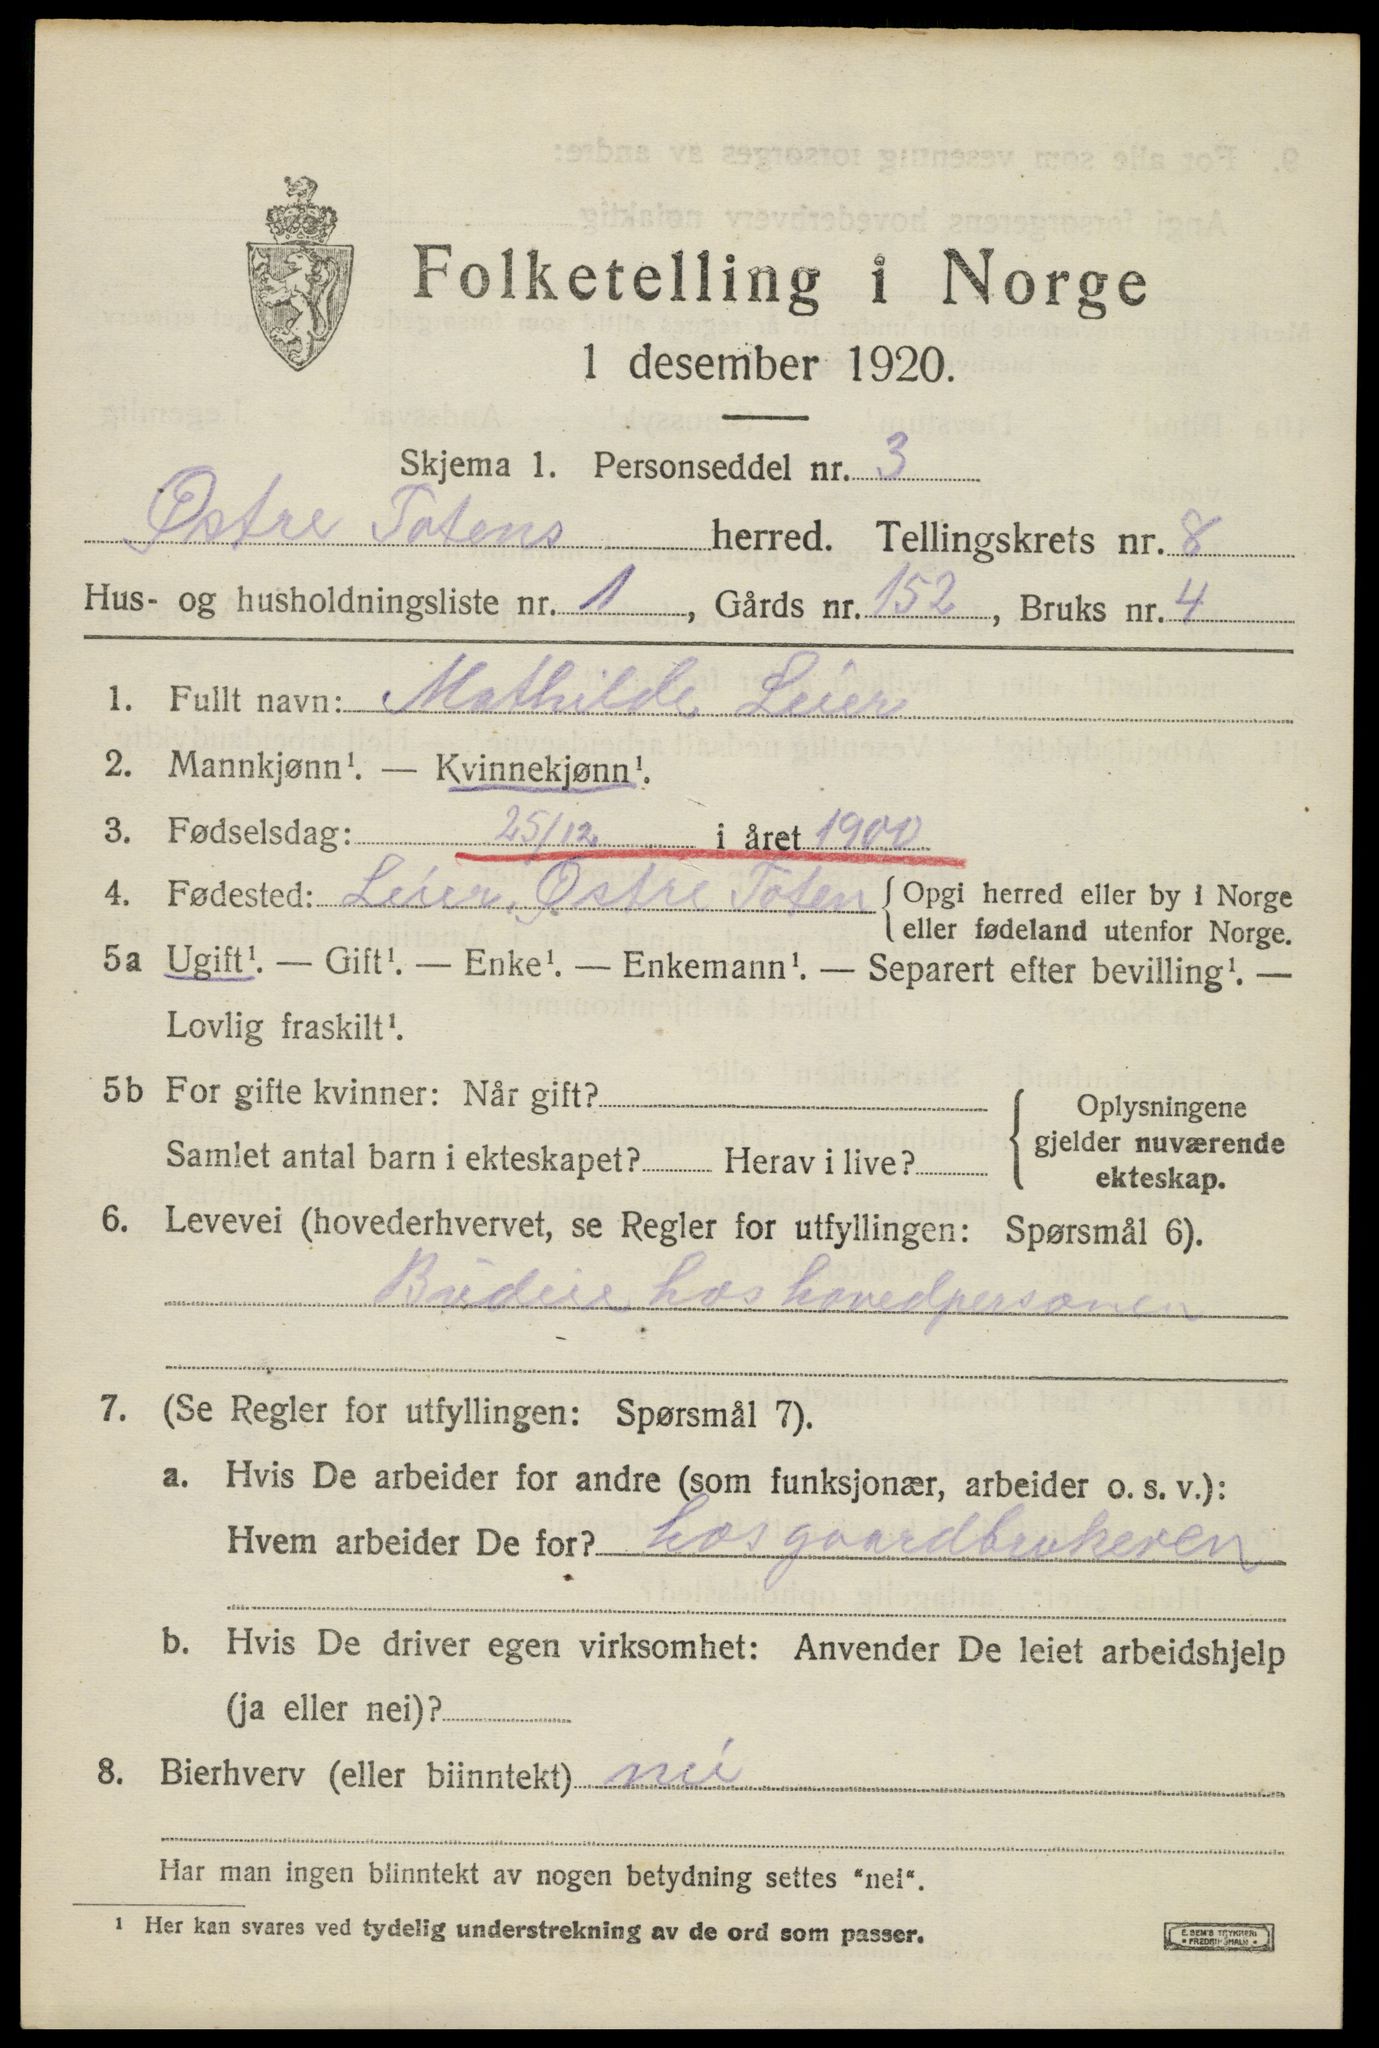 Folketelling i Norge
1 desember 1920.
Skjema 1. Personseddel nr. 3
Østre Totens herred. Tellingskrets nr. 8
Hus- og husholdningsliste nr. 1, Gårds nr. 152, Bruks nr. 4
1. Fullt navn: Mathilde Leier
2. Mannkjønn¹. — Kvinnekjønn¹.
3. Fødselsdag: 25/12 i året 1900
4. Fødested: Leier, Østre Toten { Opgi herred eller by i Norge
eller fødeland utenfor Norge.
5a Ugift¹. — Gift¹. — Enke¹. — Enkemann¹. — Separert efter bevilling¹. —
Lovlig fraskilt¹.
5b For gifte kvinner: Når gift? { Oplysningene
gjelder nuværende
Samlet antal barn i ekteskapet? Herav i live?
ekteskap.
6. Levevei (hovederhvervet, se Regler for utfyllingen: Spørsmål 6).
Budeie hos hovedpersonen
7. (Se Regler for utfyllingen: Spørsmål 7).
a. Hvis De arbeider for andre (som funksjonær, arbeider o. s. v.):
Hvem arbeider De for? hos gaardbrukeren
b. Hvis De driver egen virksomhet: Anvender De leiet arbeidshjelp
(ja eller nei)?
8. Bierhverv (eller biinntekt) nei
Har man ingen biinntekt av nogen betydning settes "nei".
¹ Her kan svares ved tydelig understrekning av de ord som passer.
E. SEM'S TRYKKERI
FREDRIKSHALD